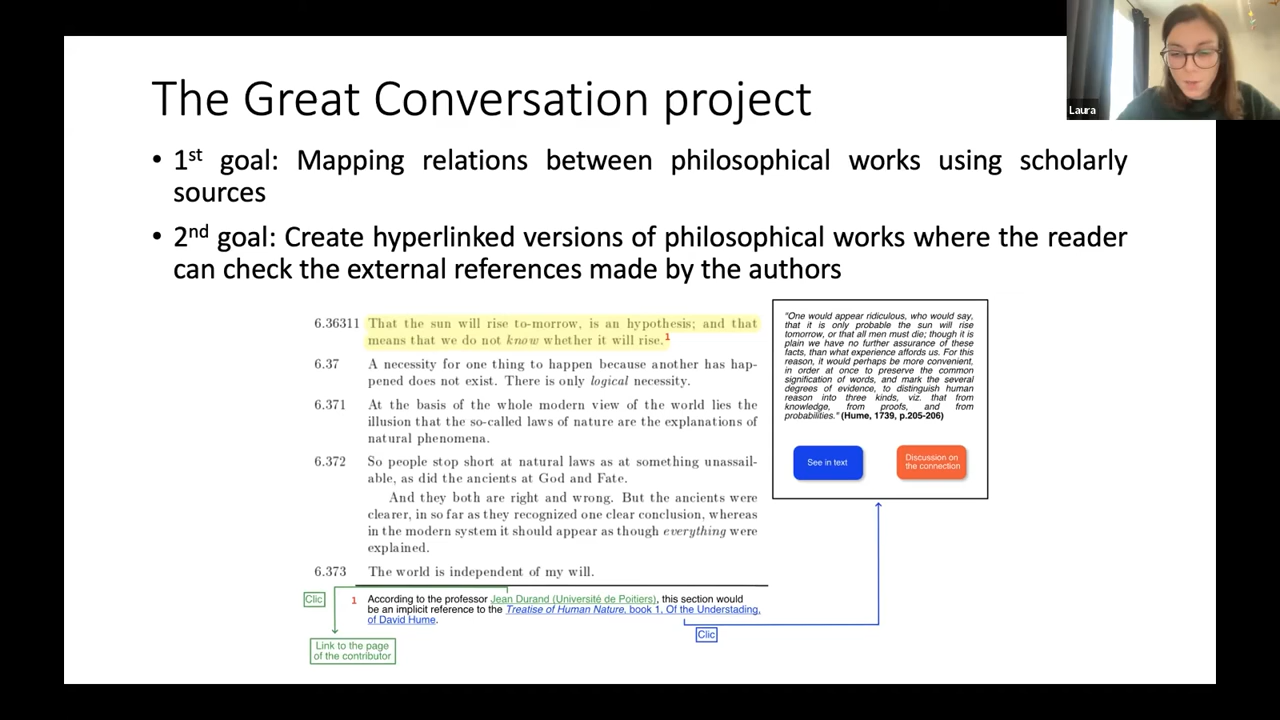 The Great Conversation project
Laura
• 1st goal: Mapping relations between philosophical works using scholarly
sources
• 2nd goal: Create hyperlinked versions of philosophical works where the reader
can check the external references made by the authors
6.36311 That the sun will rise to-morrow, is an hypothesis; and that
means that we do not know whether it will rise.1
6.37 A necessity for one thing to happen because another has hap-
pened does not exist. There is only logical necessity.
6.371 At the basis of the whole modern view of the world lies the
illusion that the so-called laws of nature are the explanations of
natural phenomena.
6.372 So people stop short at natural laws as at something unassail-
able, as did the ancients at God and Fate.
And they both are right and wrong. But the ancients were
clearer, in so far as they recognized one clear conclusion, whereas
in the modern system it should appear as though everything were
explained.
6.373 The world is independent of my will.
1 According to the professor Jean Durand (Université de Poitiers), this section would
be an implicit reference to the Treatise of Human Nature, book 1, Of the Understading,
of David Hume.
Clic
Link to the page
of the contributor
Clic
"One would appear ridiculous, who would say,
that it is only probable the sun will rise
tomorrow, or that all men must die; though it is
plain we have no further assurance of these
facts, than what experience affords us. For this
reason, it would perhaps be more convenient,
in order at once to preserve the common
signification of words, and mark the several
degrees of evidence, to distinguish human
reason into three kinds, viz. that from
knowledge, from proofs, and from
probabilities." (Hume, 1739, p.205-206)
See in text
Discussion on
the connection